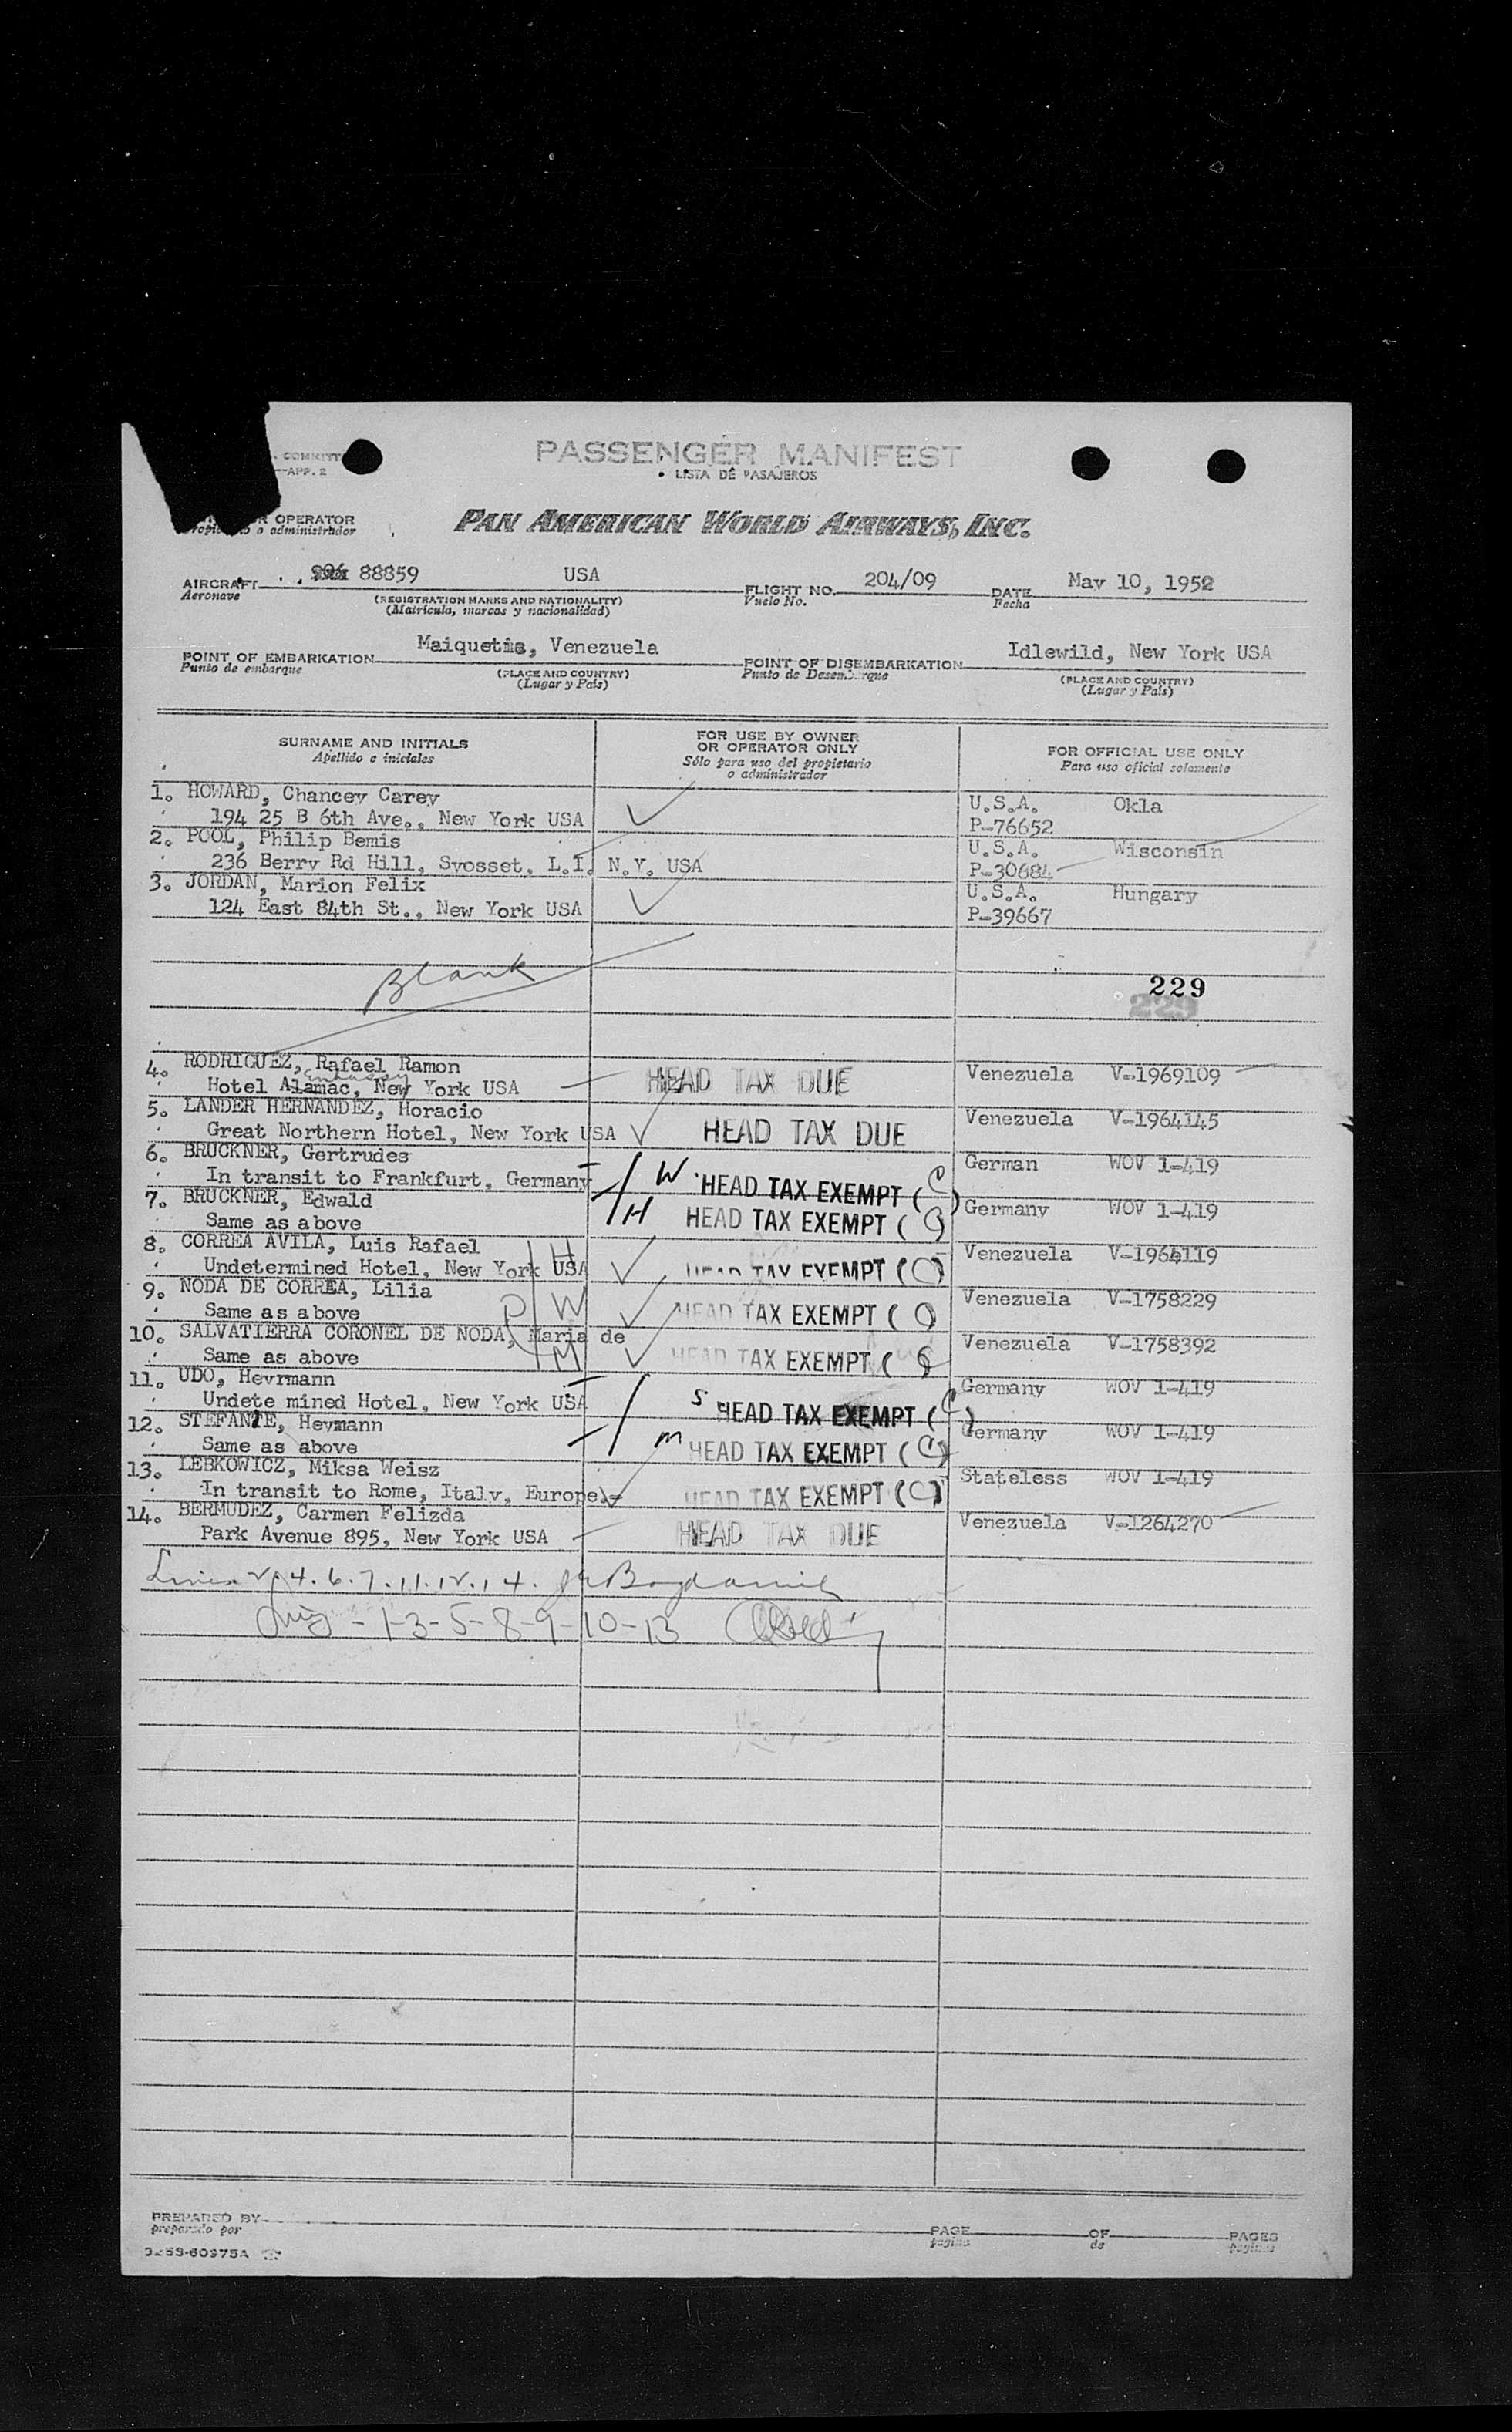 COMMITT
—APP. 2
PASSENGER MANIFEST
LISTA DE PASAJEROS
R OPERATOR
o administrador
PAN AMERICAN WORLD AIRWAYS, INC.
AIRCRAFT 88859 USA FLIGHT NO. 204/09 DATE May 10, 1952
Aeronave (REGISTRATION MARKS AND NATIONALITY) Vuelo No. Fecha
(Matrícula, marcos y nacionalidad)
POINT OF EMBARKATION Maiquetia, Venezuela POINT OF DISEMBARKATION Idlewild, New York USA
Punto de embarque (PLACE AND COUNTRY) Punto de Desembarque (PLACE AND COUNTRY)
(Lugar y País) (Lugar y País)
SURNAME AND INITIALS FOR USE BY OWNER OR OPERATOR ONLY FOR OFFICIAL USE ONLY
Apellido e iniciales Sólo para uso del propietario o administrador Para uso oficial solamente
1. HOWARD, Chancey Carey U.S.A. Okla
194 25 B 6th Ave., New York USA P-76652
2. POOL, Philip Bemis U.S.A. Wisconsin
236 Berry Rd Hill, Syosset, L.I. N.Y. USA P-30684
3. JORDAN, Marion Felix U.S.A. Hungary
124 East 84th St., New York USA P-39667
Blank
229
229
4. RODRIGUEZ, Rafael Ramon Venezuela V-1969109
Hotel Alamac, New York USA HEAD TAX DUE
5. LANDER HERNANDEZ, Horacio Venezuela V-1964145
Great Northern Hotel, New York USA HEAD TAX DUE
6. BRUCKNER, Gertrudes German WOV 1-419
In transit to Frankfurt, Germany W HEAD TAX EXEMPT (C)
7. BRUCKNER, Edwald Germany WOV 1-419
Same as above H HEAD TAX EXEMPT (C)
8. CORREA AVILA, Luis Rafael H Venezuela V-1964119
Undetermined Hotel, New York USA HEAD TAX EXEMPT (C)
9. NODA DE CORREA, Lilia W Venezuela V-1758229
Same as above HEAD TAX EXEMPT (C)
10. SALVATIERRA CORONEL DE NODA, Maria de Venezuela V-1758392
Same as above M HEAD TAX EXEMPT (C)
11. UDO, Heyrmann Germany WOV 1-419
Undete mined Hotel, New York USA S HEAD TAX EXEMPT (C)
12. STEFANIE, Heymann Germany WOV 1-419
Same as above M HEAD TAX EXEMPT (C)
13. LEBKOWICZ, Miksa Weisz Stateless WOV 1-419
In transit to Rome, Italy, Europe.- HEAD TAX EXEMPT (C)
14. BERMUDEZ, Carmen Felizda Venezuela V-1264270
Park Avenue 895, New York USA HEAD TAX DUE
Lines 2.4.6.7.11.12.14.
1-3-5-8-9-10-13
PREPARED BY PAGE OF PAGES
preparado por pagina de paginas